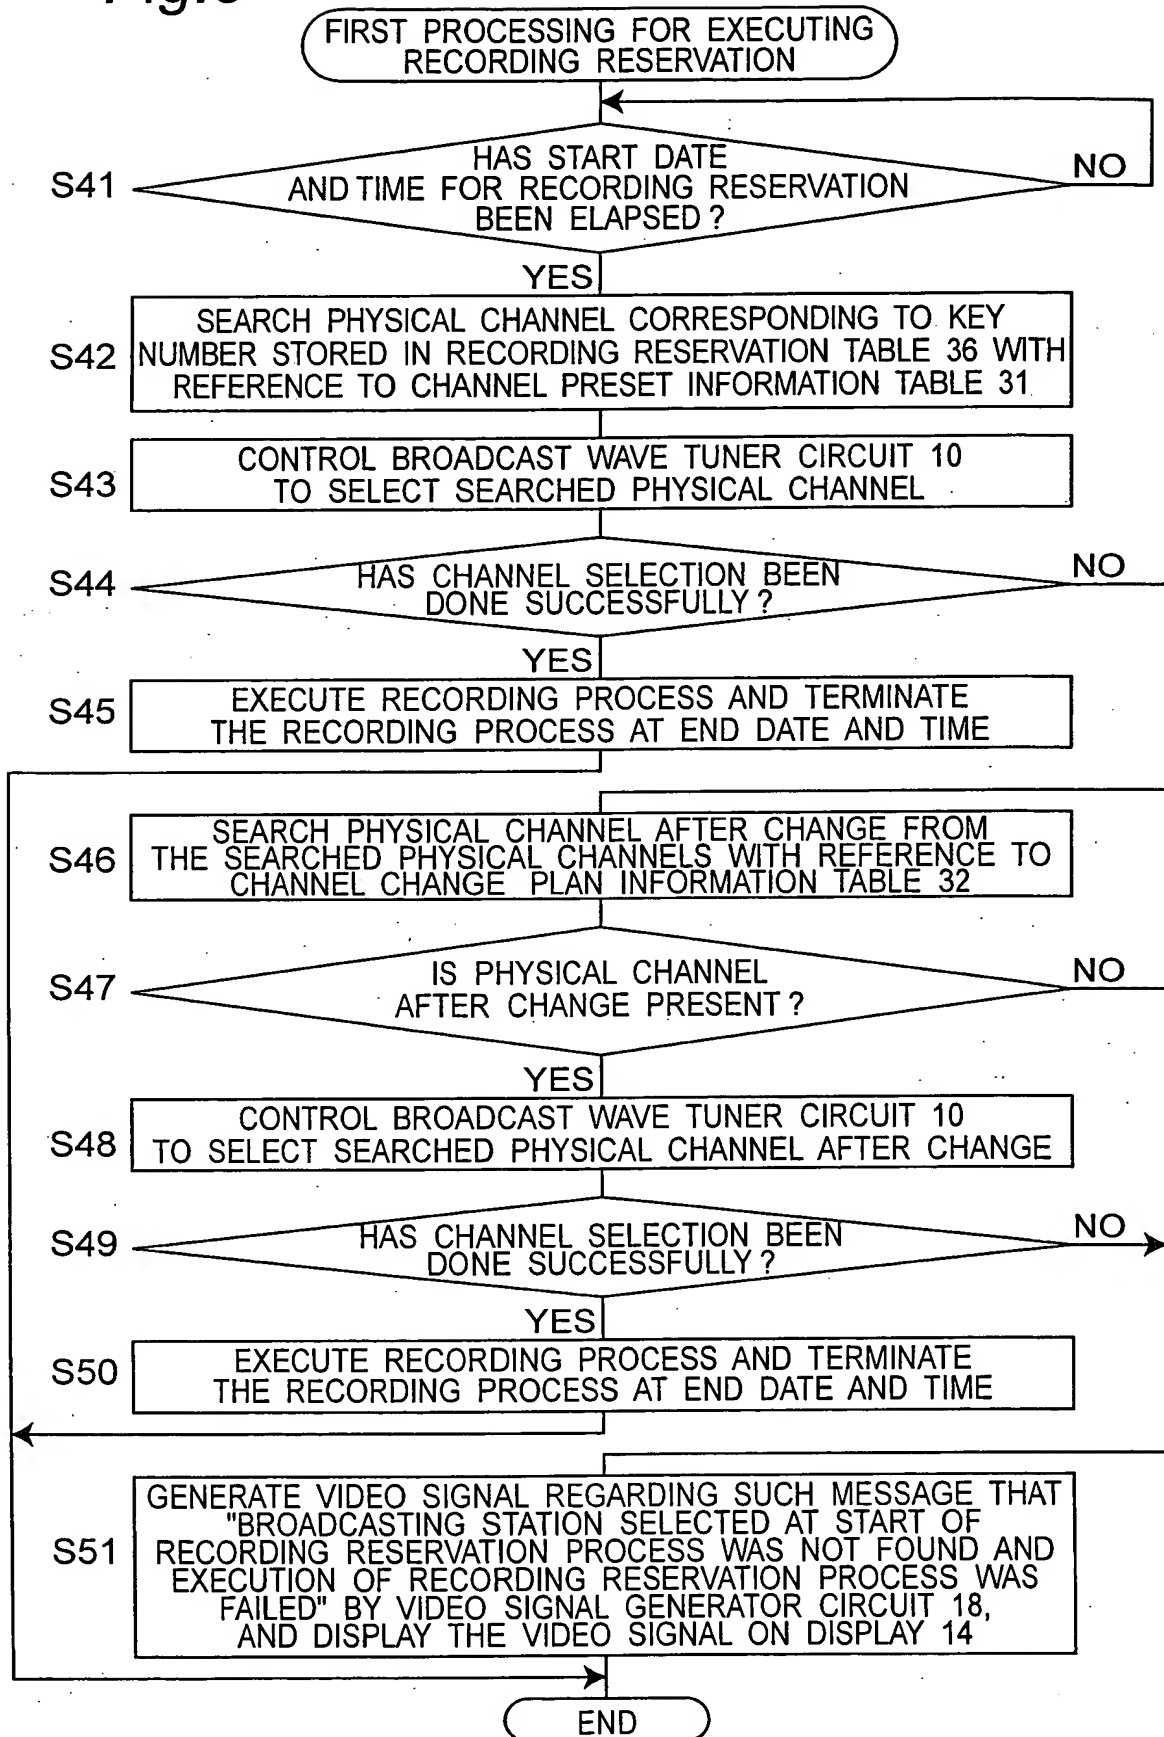 FIRST PROCESSING FOR EXECUTING
RECORDING RESERVATION
S41
HAS START DATE
AND TIME FOR RECORDING RESERVATION
BEEN ELAPSED?
NO
YES
S42
SEARCH PHYSICAL CHANNEL CORRESPONDING TO KEY
NUMBER STORED IN RECORDING RESERVATION TABLE 36 WITH
REFERENCE TO CHANNEL PRESET INFORMATION TABLE 31
S43
CONTROL BROADCAST WAVE TUNER CIRCUIT 10
TO SELECT SEARCHED PHYSICAL CHANNEL
S44
HAS CHANNEL SELECTION BEEN
DONE SUCCESSFULLY?
NO
YES
S45
EXECUTE RECORDING PROCESS AND TERMINATE
THE RECORDING PROCESS AT END DATE AND TIME
S46
SEARCH PHYSICAL CHANNEL AFTER CHANGE FROM
THE SEARCHED PHYSICAL CHANNELS WITH REFERENCE TO
CHANNEL CHANGE PLAN INFORMATION TABLE 32
S47
IS PHYSICAL CHANNEL
AFTER CHANGE PRESENT?
NO
YES
S48
CONTROL BROADCAST WAVE TUNER CIRCUIT 10
TO SELECT SEARCHED PHYSICAL CHANNEL AFTER CHANGE
S49
HAS CHANNEL SELECTION BEEN
DONE SUCCESSFULLY?
NO
YES
S50
EXECUTE RECORDING PROCESS AND TERMINATE
THE RECORDING PROCESS AT END DATE AND TIME
S51
GENERATE VIDEO SIGNAL REGARDING SUCH MESSAGE THAT
"BROADCASTING STATION SELECTED AT START OF
RECORDING RESERVATION PROCESS WAS NOT FOUND AND
EXECUTION OF RECORDING RESERVATION PROCESS WAS
FAILED" BY VIDEO SIGNAL GENERATOR CIRCUIT 18,
AND DISPLAY THE VIDEO SIGNAL ON DISPLAY 14
END